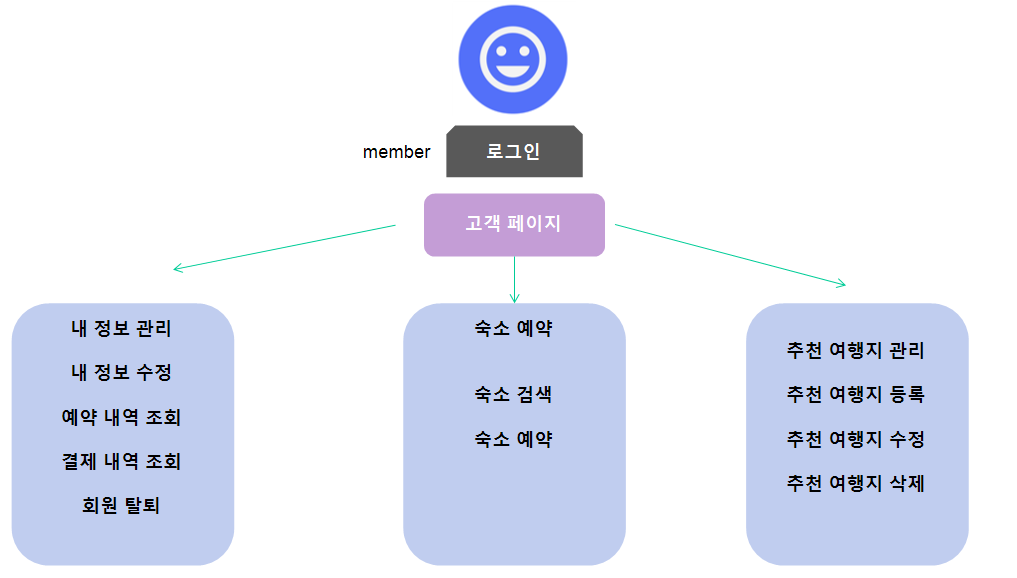 member
로그인
고객 페이지
내 정보 관리
내 정보 수정
예약 내역 조회
결제 내역 조회
회원 탈퇴
숙소 예약
숙소 검색
숙소 예약
추천 여행지 관리
추천 여행지 등록
추천 여행지 수정
추천 여행지 삭제